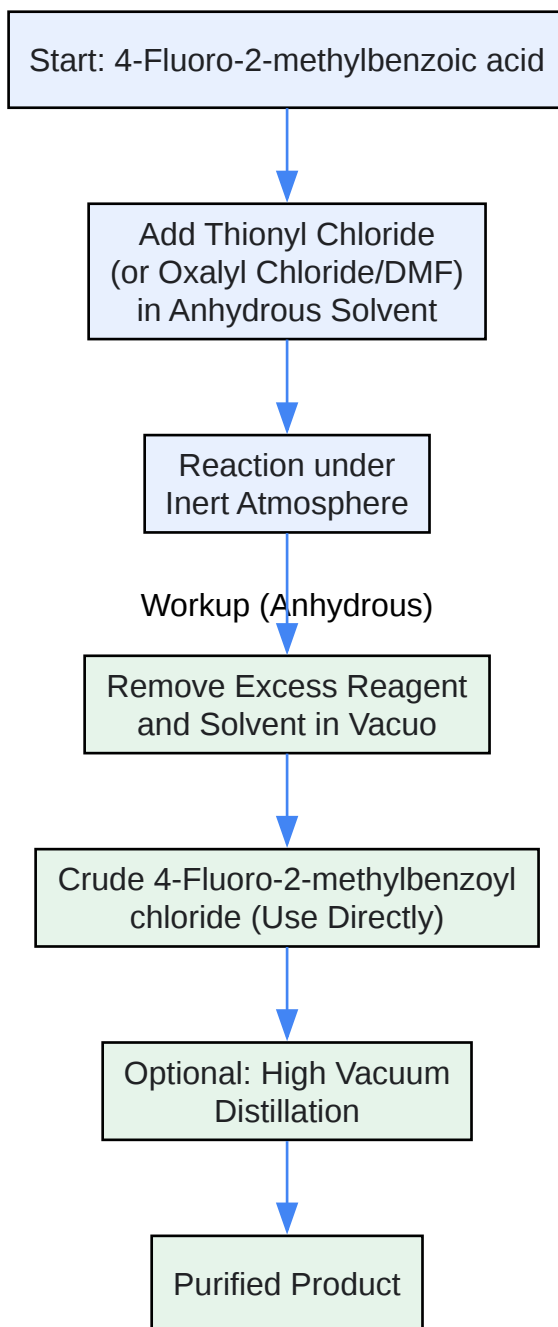 Start: 4-Fluoro-2-methylbenzoic acid
Add Thionyl Chloride
(or Oxalyl Chloride/DMF)
in Anhydrous Solvent
Reaction under
Inert Atmosphere
Workup (Anhydrous)
Remove Excess Reagent
and Solvent in Vacuo
Crude 4-Fluoro-2-methylbenzoyl
chloride (Use Directly)
Optional: High Vacuum
Distillation
Purified Product